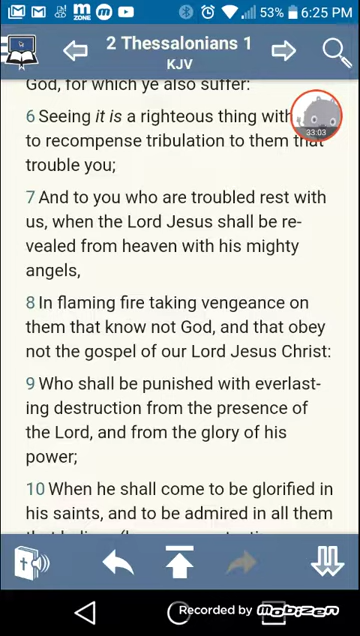 53% 6:25 PM
2 Thessalonians 1
KJV
God, for which ye also suffer:
6 Seeing it is a righteous thing with
to recompense tribulation to them that
trouble you;
33:03
7 And to you who are troubled rest with
us, when the Lord Jesus shall be re-
vealed from heaven with his mighty
angels,
8 In flaming fire taking vengeance on
them that know not God, and that obey
not the gospel of our Lord Jesus Christ:
9 Who shall be punished with everlast-
ing destruction from the presence of
the Lord, and from the glory of his
power;
10 When he shall come to be glorified in
his saints, and to be admired in all them
Recorded by mobizen